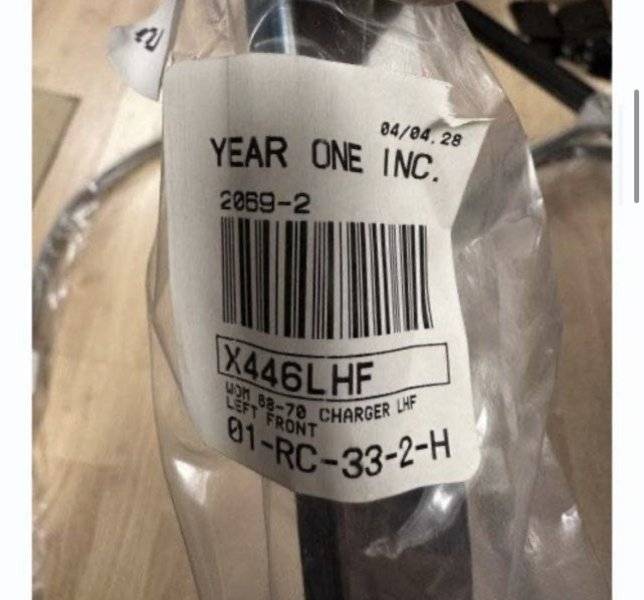 04/04.28
YEAR ONE INC.
2069-2
X446LHF
68-70 CHARGER LHF
LEFT FRONT
01-RC-33-2-H